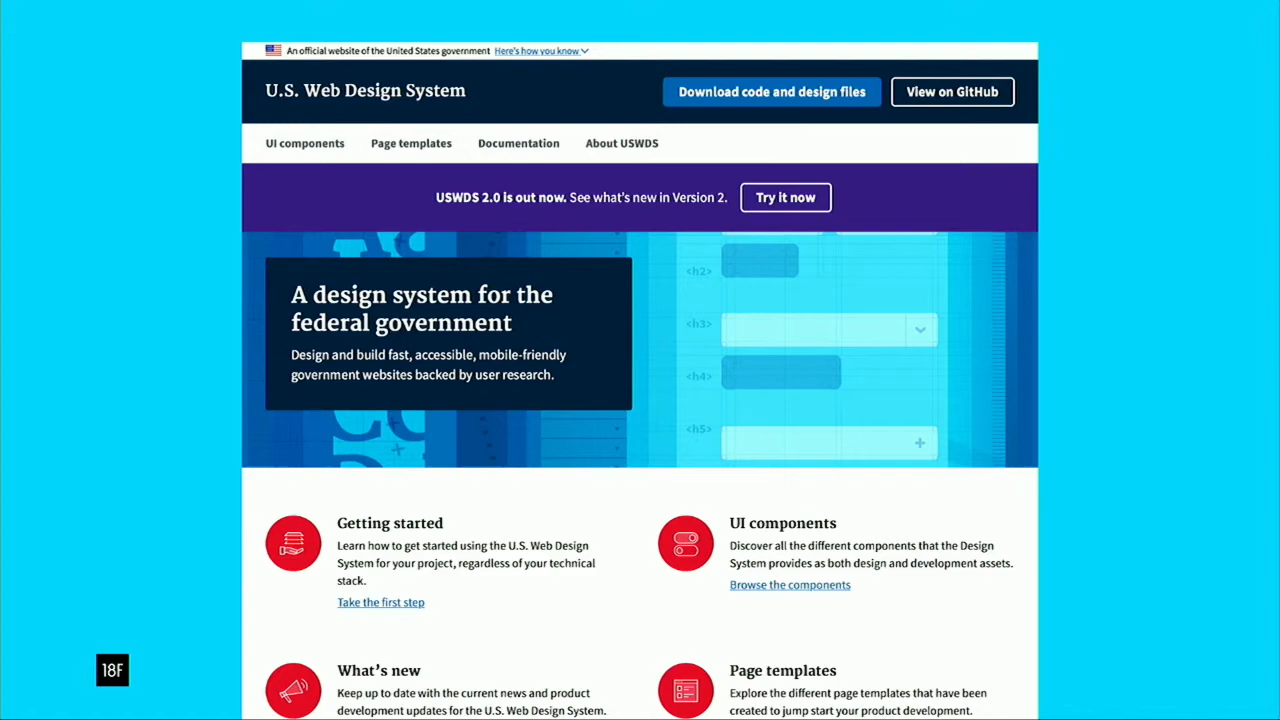 An official website of the United States government Here's how you know
U.S. Web Design System
Download code and design files
View on GitHub
UI components
Page templates
Documentation
About USWDS
USWDS 2.0 is out now. See what's new in Version 2.
Try it now
A design system for the
federal government
Design and build fast, accessible, mobile-friendly
government websites backed by user research.
<h2>
<h3>
<h4>
<h5>
Getting started
Learn how to get started using the U.S. Web Design
System for your project, regardless of your technical
stack.
Take the first step
UI components
Discover all the different components that the Design
System provides as both design and development assets.
Browse the components
What's new
Keep up to date with the current news and product
development updates for the U.S. Web Design System.
Page templates
Explore the different page templates that have been
created to jump start your product development.
18F